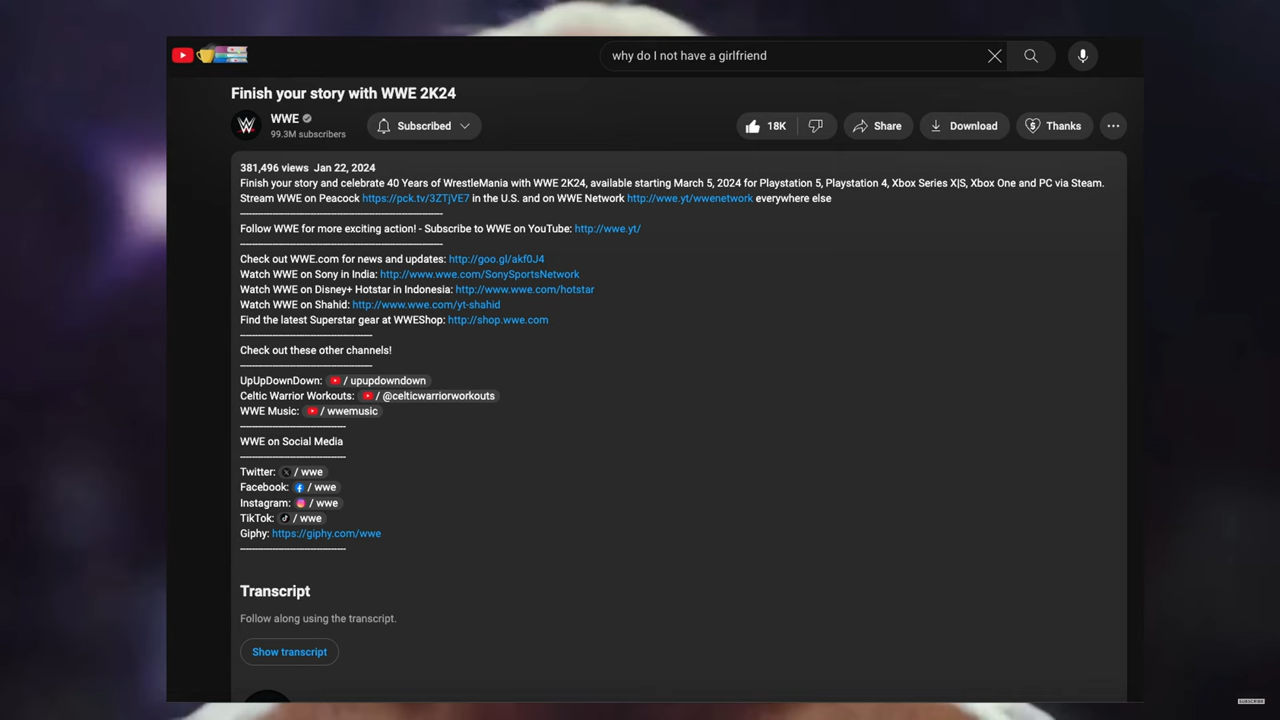 why do I not have a girlfriend
Finish your story with WWE 2K24
WWE
99.3M subscribers
Subscribed
18K
Share
Download
Thanks
381,496 views Jan 22, 2024
Finish your story and celebrate 40 Years of WrestleMania with WWE 2K24, available starting March 5, 2024 for Playstation 5, Playstation 4, Xbox Series X|S, Xbox One and PC via Steam.
Stream WWE on Peacock https://pck.tv/3ZTjVE7 in the U.S. and on WWE Network http://wwe.yt/wwenetwork everywhere else
---------------------------------------------
Follow WWE for more exciting action! - Subscribe to WWE on YouTube: http://wwe.yt/
---------------------------------------------
Check out WWE.com for news and updates: http://goo.gl/akf0J4
Watch WWE on Sony in India: http://www.wwe.com/SonySportsNetwork
Watch WWE on Disney+ Hotstar in Indonesia: http://www.wwe.com/hotstar
Watch WWE on Shahid: http://www.wwe.com/yt-shahid
Find the latest Superstar gear at WWEShop: http://shop.wwe.com
-----------------------------
Check out these other channels!
-----------------------------
UpUpDownDown: / upupdowndown
Celtic Warrior Workouts: / @celticwarriorworkouts
WWE Music: / wwemusic
------------------------
WWE on Social Media
------------------------
Twitter: / wwe
Facebook: / wwe
Instagram: / wwe
TikTok: / wwe
Giphy: https://giphy.com/wwe
------------------------
Transcript
Follow along using the transcript.
Show transcript
SUBSCRIBE